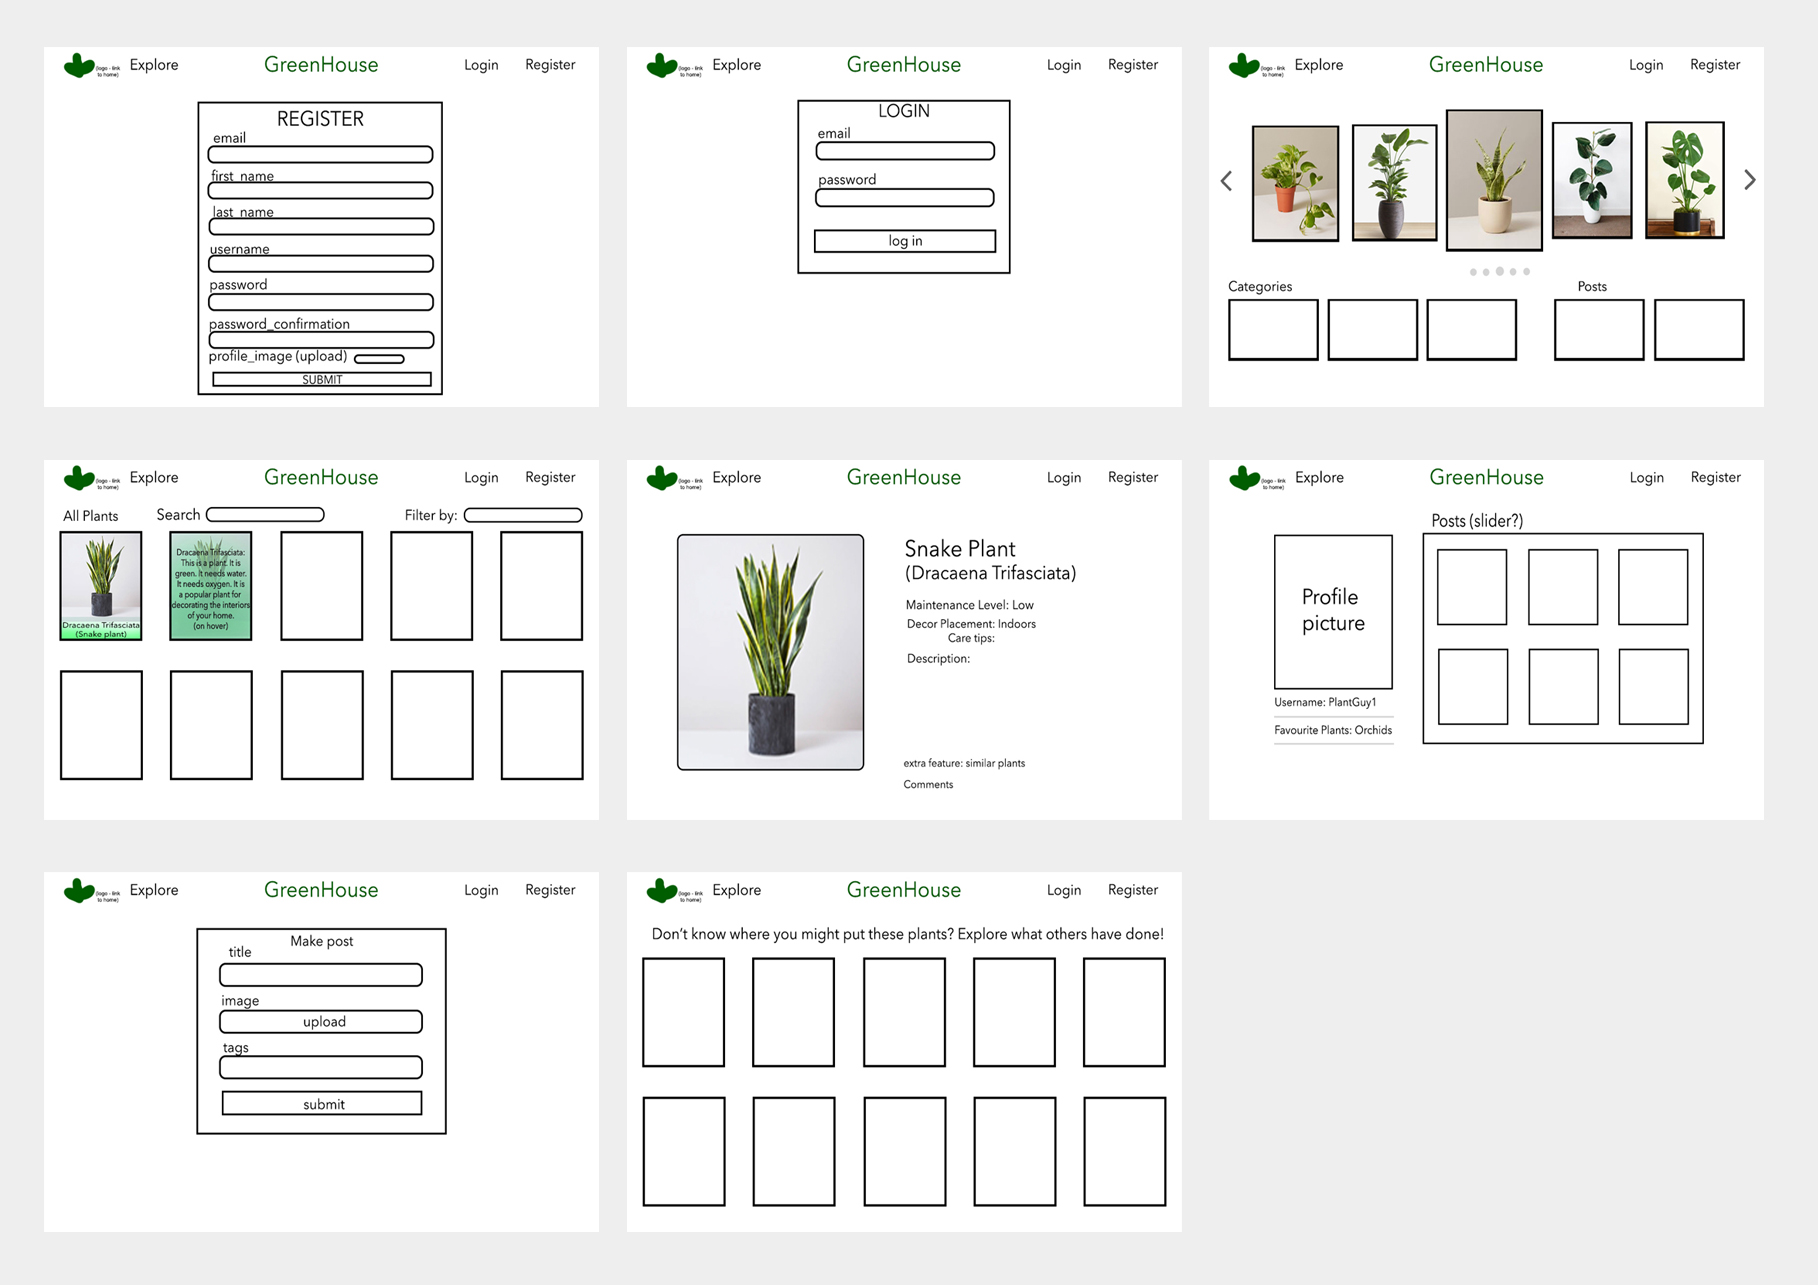 (logo - link
to home)
Explore
GreenHouse
Login
Register
REGISTER
email
first_name
last_name
username
password
password_confirmation
profile_image (upload)
SUBMIT
(logo - link
to home)
Explore
GreenHouse
Login
Register
LOGIN
email
password
log in
(logo - link
to home)
Explore
GreenHouse
Login
Register
Categories
Posts
(logo - link
to home)
Explore
GreenHouse
Login
Register
All Plants
Search
Filter by:
Dracaena Trifasciata
(Snake plant)
Dracaena Trifasciata:
This is a plant. It is
green. It needs water.
It needs oxygen. It is
a popular plant for
decorating the interiors
of your home.
(on hover)
(logo - link
to home)
Explore
GreenHouse
Login
Register
Snake Plant
(Dracaena Trifasciata)
Maintenance Level: Low
Decor Placement: Indoors
Care tips:
Description:
extra feature: similar plants
Comments
(logo - link
to home)
Explore
GreenHouse
Login
Register
Posts (slider?)
Profile
picture
Username: PlantGuy1
Favourite Plants: Orchids
(logo - link
to home)
Explore
GreenHouse
Login
Register
Make post
title
image
upload
tags
submit
(logo - link
to home)
Explore
GreenHouse
Login
Register
Don't know where you might put these plants? Explore what others have done!